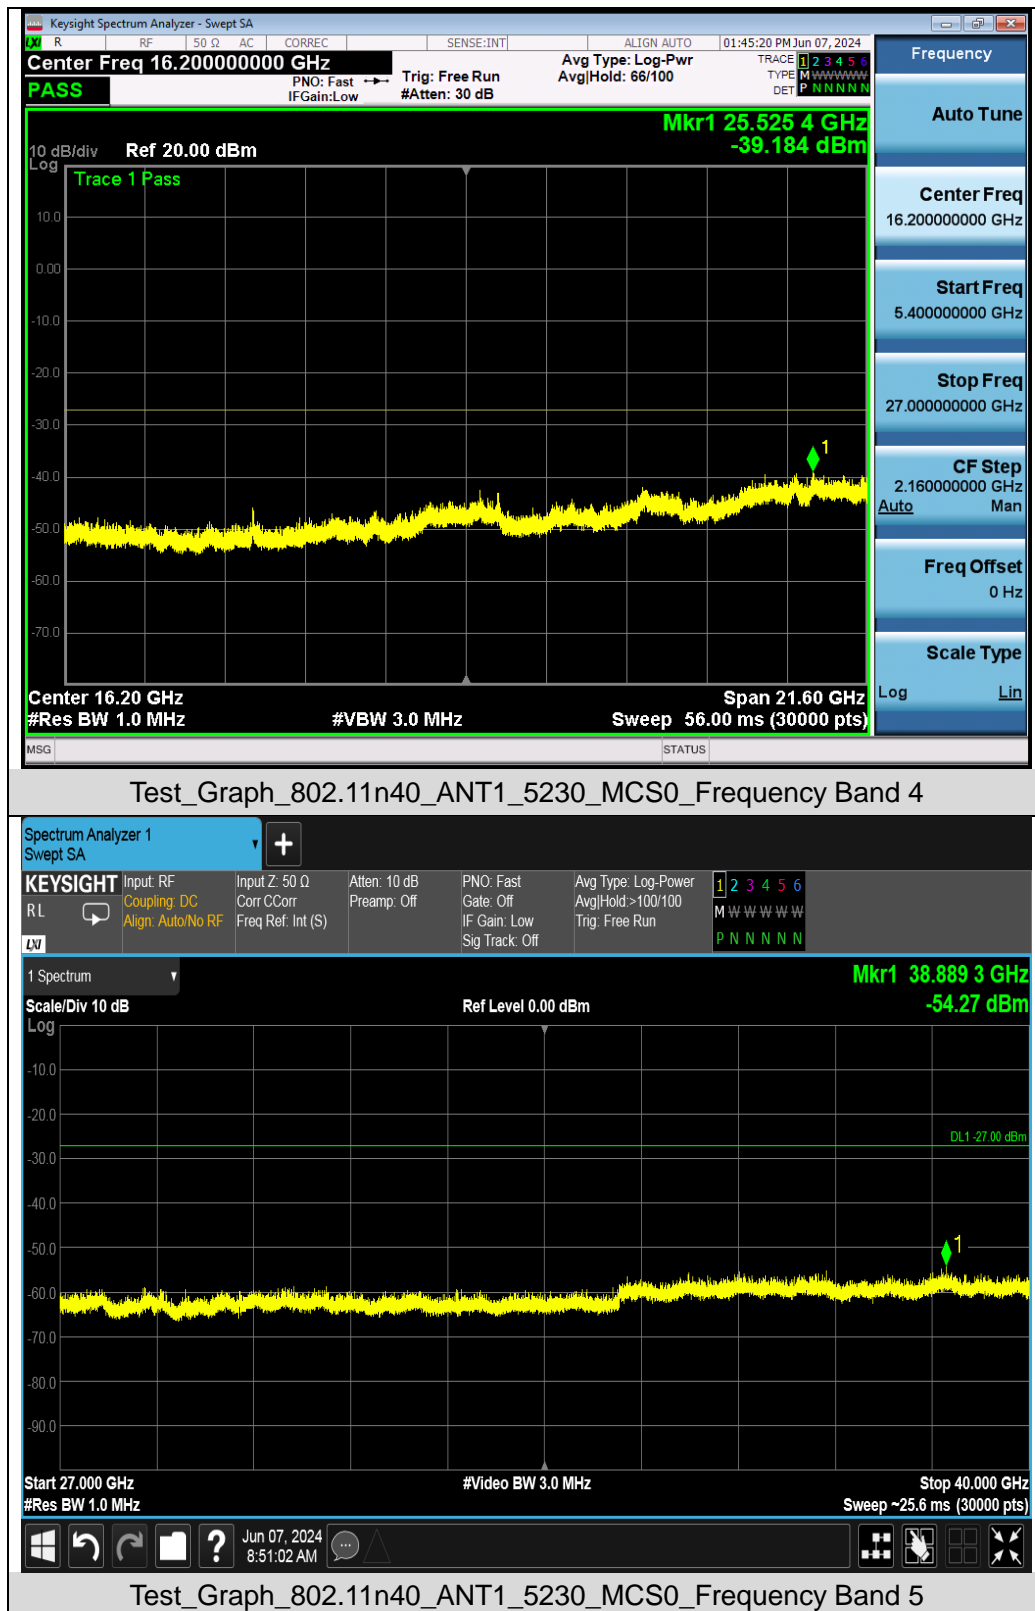 Keysight Spectrum Analyzer - Swept SA
LXI R RF 50 Ω AC CORREC SENSE:INT ALIGN AUTO 01:45:20 PM Jun 07, 2024
Center Freq 16.200000000 GHz
PASS
PNO: Fast
IFGain:Low
Trig: Free Run
#Atten: 30 dB
Avg Type: Log-Pwr
Avg|Hold: 66/100
TRACE 1 2 3 4 5 6
TYPE M W W W W W
DET P N N N N N
Mkr1 25.525 4 GHz
-39.184 dBm
10 dB/div Ref 20.00 dBm
Log
Trace 1 Pass
10.0
0.00
-10.0
-20.0
-30.0
-40.0
-50.0
-60.0
-70.0
1
Center 16.20 GHz Span 21.60 GHz
#Res BW 1.0 MHz #VBW 3.0 MHz Sweep 56.00 ms (30000 pts)
MSG STATUS
Frequency
Auto Tune
Center Freq
16.200000000 GHz
Start Freq
5.400000000 GHz
Stop Freq
27.000000000 GHz
CF Step
2.160000000 GHz
Auto Man
Freq Offset
0 Hz
Scale Type
Log Lin
Test_Graph_802.11n40_ANT1_5230_MCS0_Frequency Band 4
Spectrum Analyzer 1
Swept SA
KEYSIGHT
R L
LXI
Input: RF
Coupling: DC
Align: Auto/No RF
Input Z: 50 Ω
Corr CCorr
Freq Ref: Int (S)
Atten: 10 dB
Preamp: Off
PNO: Fast
Gate: Off
IF Gain: Low
Sig Track: Off
Avg Type: Log-Power
Avg|Hold:>100/100
Trig: Free Run
1 2 3 4 5 6
M W W W W W
P N N N N N
1 Spectrum
Mkr1 38.889 3 GHz
-54.27 dBm
Scale/Div 10 dB Ref Level 0.00 dBm
Log
-10.0
-20.0
-30.0
-40.0
-50.0
-60.0
-70.0
-80.0
-90.0
DL1 -27.00 dBm
1
Start 27.000 GHz #Video BW 3.0 MHz Stop 40.000 GHz
#Res BW 1.0 MHz Sweep ~25.6 ms (30000 pts)
Jun 07, 2024
8:51:02 AM
Test_Graph_802.11n40_ANT1_5230_MCS0_Frequency Band 5